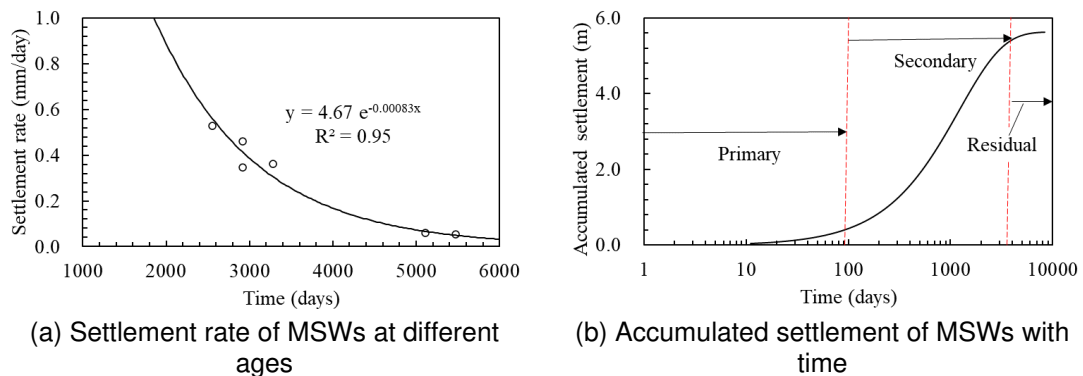 1.0
0.8
0.6
0.4
0.2
0.0
Settlement rate (mm/day)
y = 4.67 e^-0.00083x
R² = 0.95
1000 2000 3000 4000 5000 6000
Time (days)
(a) Settlement rate of MSWs at different
ages
6.0
4.0
2.0
0.0
Accumulated settlement (m)
Secondary
Primary
Residual
1 10 100 1000 10000
Time (days)
(b) Accumulated settlement of MSWs with
time